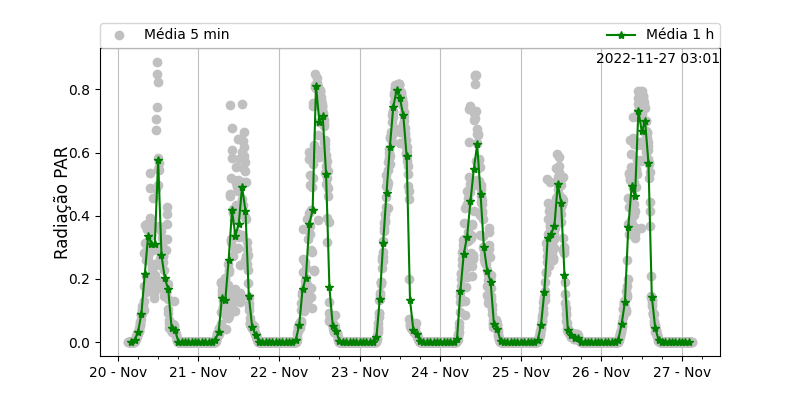 Média 5 min
Média 1 h
2022-11-27 03:01
Radiação PAR
0.8
0.6
0.4
0.2
0.0
20 - Nov
21 - Nov
22 - Nov
23 - Nov
24 - Nov
25 - Nov
26 - Nov
27 - Nov